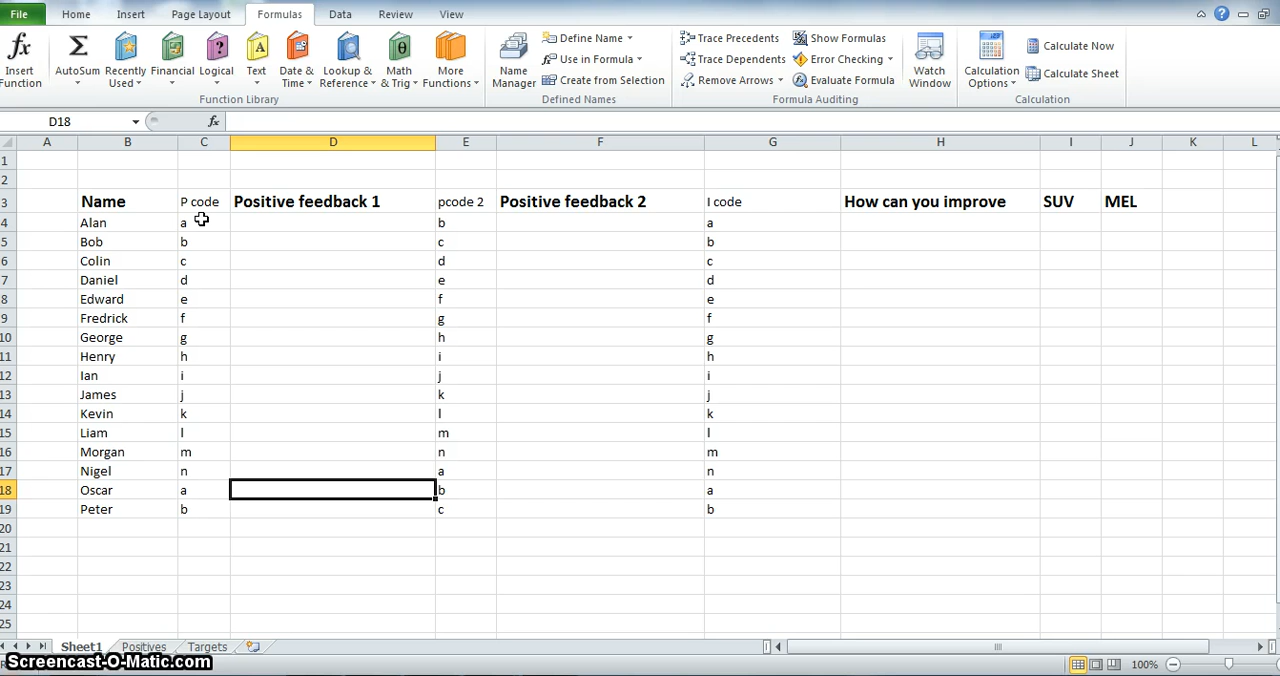 File Home Insert Page Layout Formulas Data Review View
fx Insert Function
Σ AutoSum
Recently Used
Financial
Logical
A Text
Date & Time
Lookup & Reference
θ Math & Trig
More Functions
Function Library
Name Manager
Define Name
Use in Formula
Create from Selection
Defined Names
Trace Precedents
Trace Dependents
Remove Arrows
Show Formulas
Error Checking
Evaluate Formula
Formula Auditing
Watch Window
Calculation Options
Calculate Now
Calculate Sheet
Calculation
D18 fx
A B C D E F G H I J K L
1
2
3 Name P code Positive feedback 1 pcode 2 Positive feedback 2 I code How can you improve SUV MEL
4 Alan a b a
5 Bob b c b
6 Colin c d c
7 Daniel d e d
8 Edward e f e
9 Fredrick f g f
10 George g h g
11 Henry h i h
12 Ian i j i
13 James j k j
14 Kevin k l k
15 Liam l m l
16 Morgan m n m
17 Nigel n a n
18 Oscar a b a
19 Peter b c b
20
21
22
23
24
25
Sheet1 Positives Targets
Screencast-O-Matic.com 100%